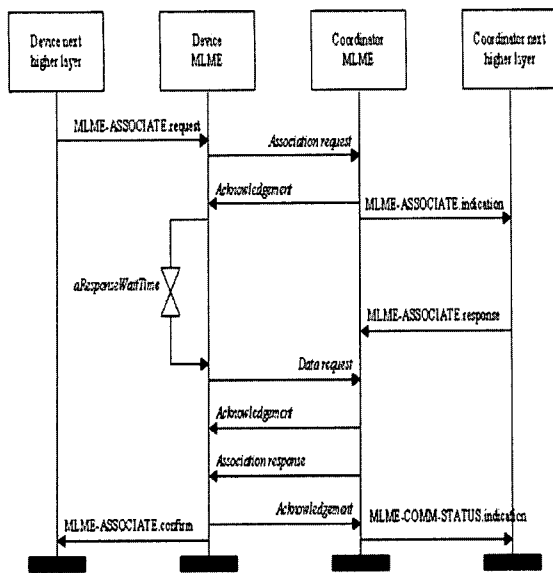 Device next
higher layer
Device
MLME
Coordinator
MLME
Coordinator next
higher layer
MLME-ASSOCIATE.request
Association request
Acknowledgement
MLME-ASSOCIATE.indication
aResponseWaitTime
MLME-ASSOCIATE.response
Data request
Acknowledgement
Association response
Acknowledgement
MLME-ASSOCIATE.confirm
MLME-COMM-STATUS.indication